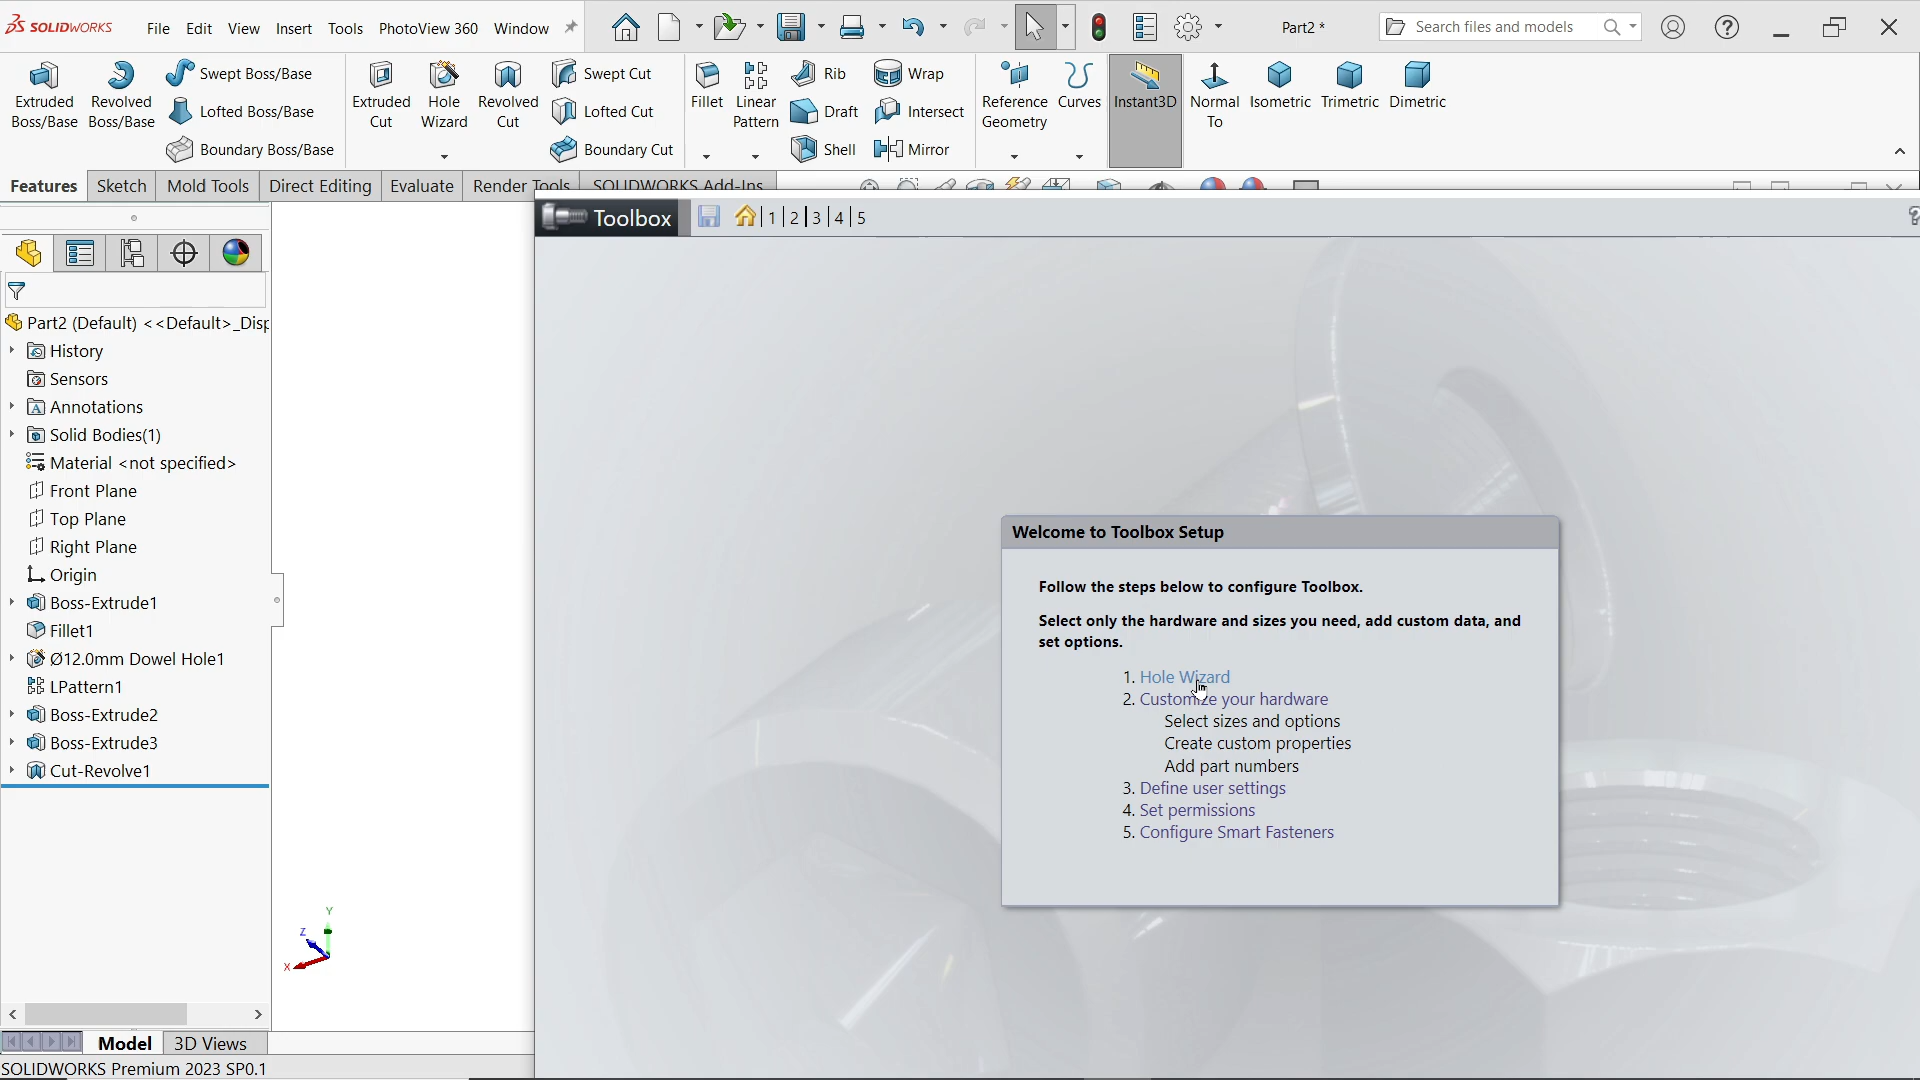 SOLIDWORKS File Edit View Insert Tools PhotoView 360 Window Part2 * Search files and models
Extruded Boss/Base
Revolved Boss/Base
Swept Boss/Base
Lofted Boss/Base
Boundary Boss/Base
Extruded Cut
Hole Wizard
Revolved Cut
Swept Cut
Lofted Cut
Boundary Cut
Fillet
Linear Pattern
Rib
Draft
Shell
Wrap
Intersect
Mirror
Reference Geometry
Curves
Instant3D
Normal To
Isometric
Trimetric
Dimetric
Features Sketch Mold Tools Direct Editing Evaluate Render Tools SOLIDWORKS Add-Ins
Toolbox 1 2 3 4 5
Part2 (Default) <<Default>_Disp
History
Sensors
Annotations
Solid Bodies(1)
Material <not specified>
Front Plane
Top Plane
Right Plane
Origin
Boss-Extrude1
Fillet1
Ø12.0mm Dowel Hole1
LPattern1
Boss-Extrude2
Boss-Extrude3
Cut-Revolve1
Welcome to Toolbox Setup
Follow the steps below to configure Toolbox.
Select only the hardware and sizes you need, add custom data, and
set options.
1. Hole Wizard
2. Customize your hardware
Select sizes and options
Create custom properties
Add part numbers
3. Define user settings
4. Set permissions
5. Configure Smart Fasteners
Y
Z
X
Model 3D Views
SOLIDWORKS Premium 2023 SP0.1